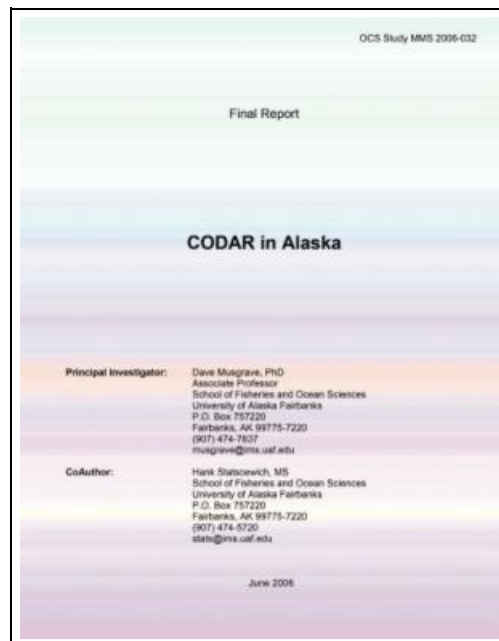 OCS Study MMS 2006-032
Final Report
CODAR in Alaska
Principal Investigator: Dave Musgrave, PhD
Associate Professor
School of Fisheries and Ocean Sciences
University of Alaska Fairbanks
P.O. Box 757220
Fairbanks, AK 99775-7220
(907) 474-7837
musgrave@ims.uaf.edu
CoAuthor: Hank Statscewich, MS
School of Fisheries and Ocean Sciences
University of Alaska Fairbanks
P.O. Box 757220
Fairbanks, AK 99775-7220
(907) 474-5720
stats@ims.uaf.edu
June 2006